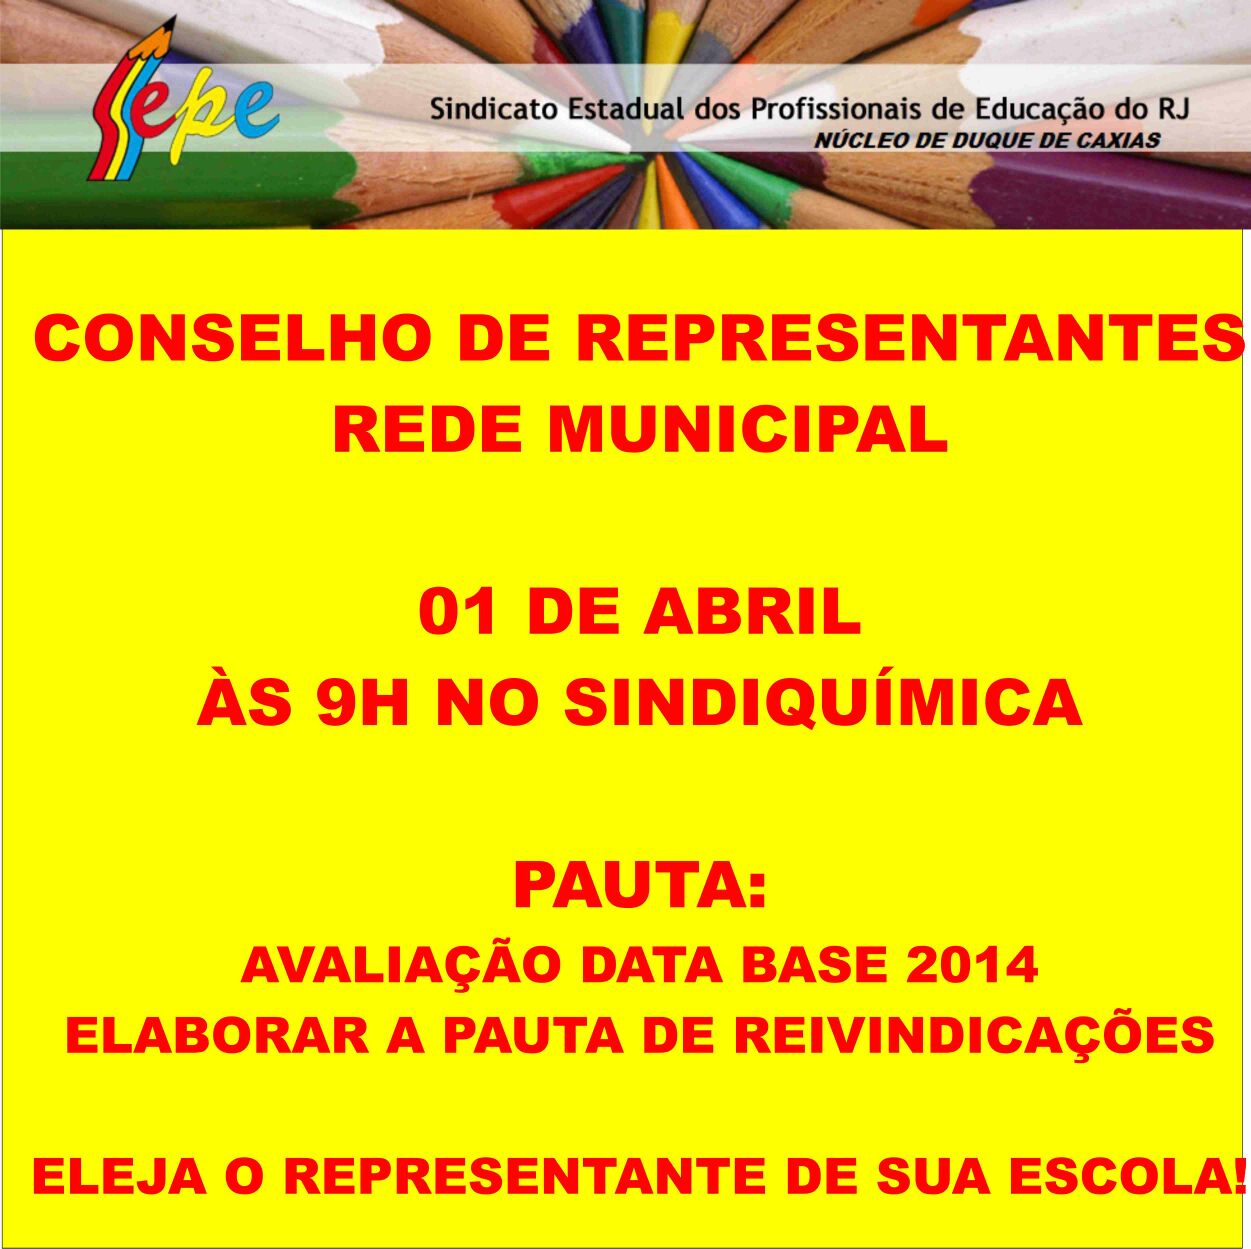 Sepe
Sindicato Estadual dos Profissionais de Educação do RJ
NÚCLEO DE DUQUE DE CAXIAS
CONSELHO DE REPRESENTANTES
REDE MUNICIPAL
01 DE ABRIL
ÀS 9H NO SINDIQUÍMICA
PAUTA:
AVALIAÇÃO DATA BASE 2014
ELABORAR A PAUTA DE REIVINDICAÇÕES
ELEJA O REPRESENTANTE DE SUA ESCOLA!